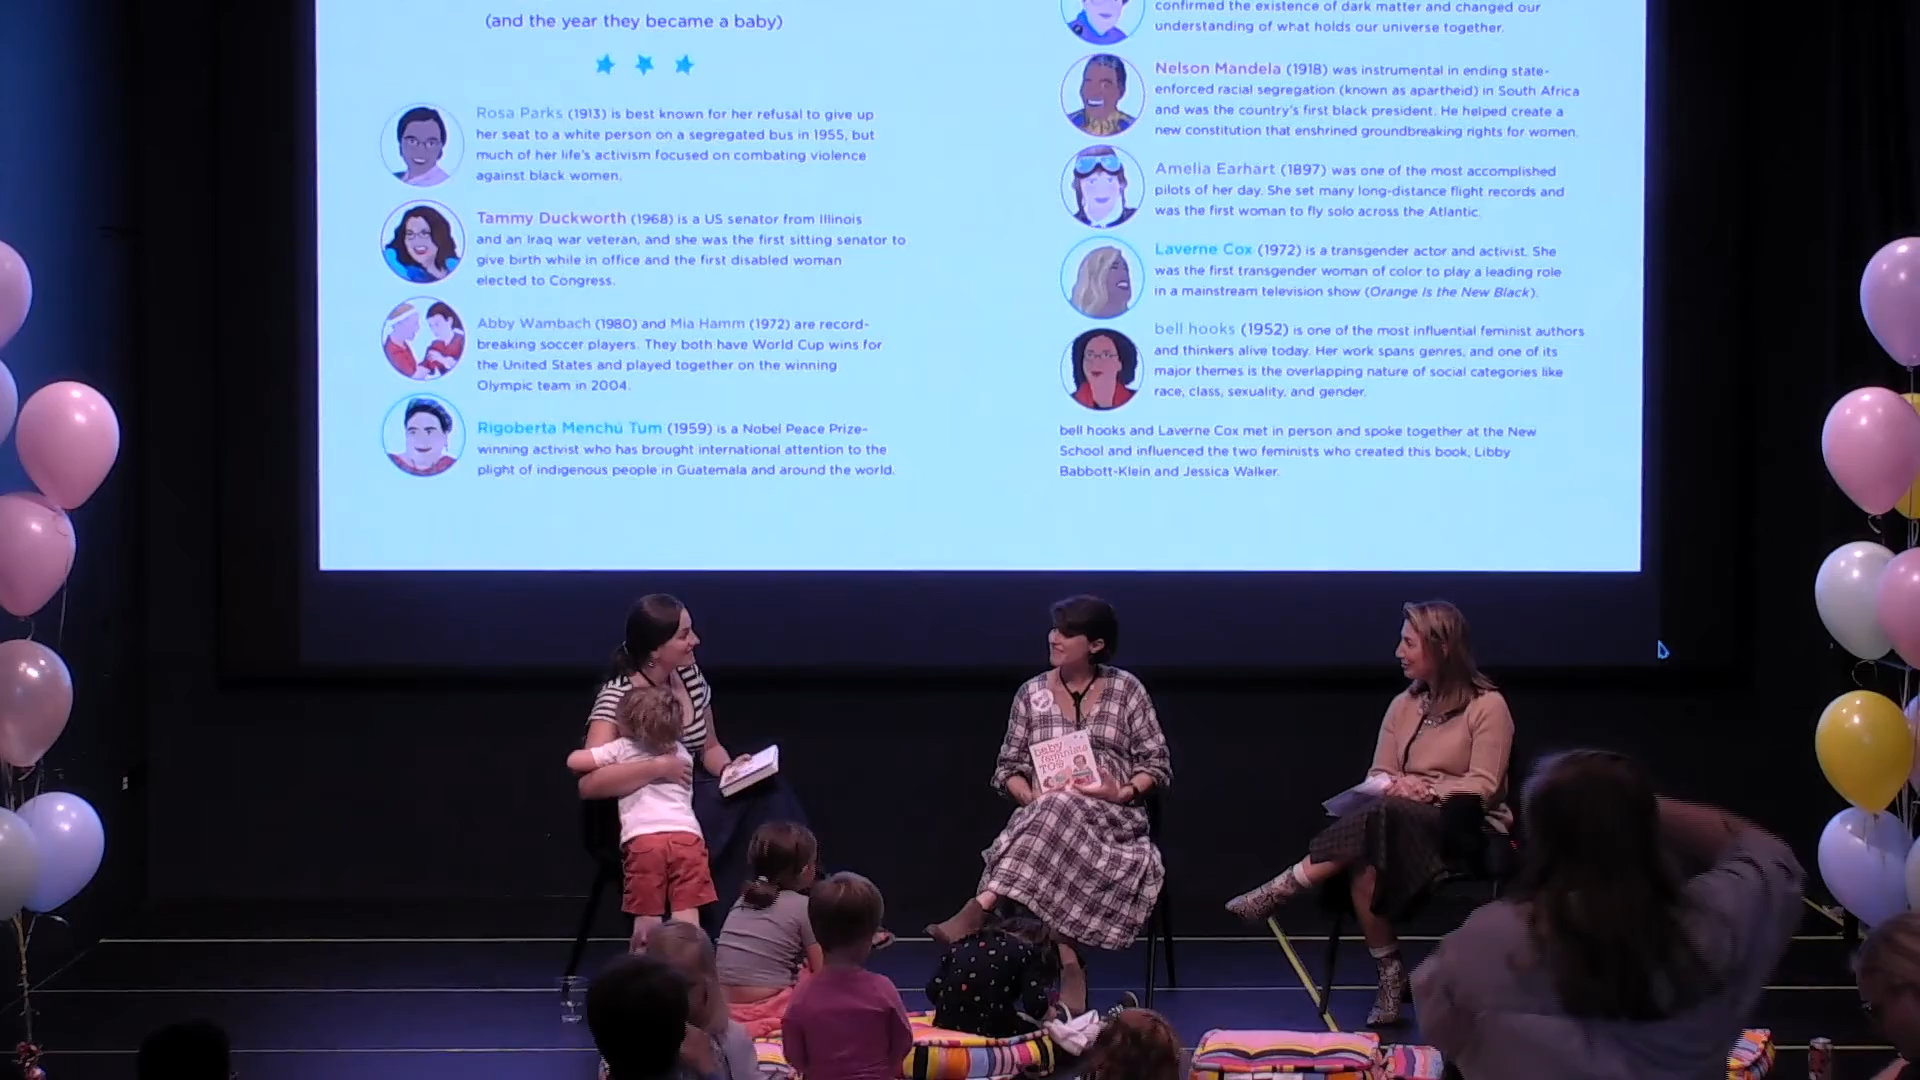 (and the year they became a baby)
Rosa Parks (1913) is best known for her refusal to give up
her seat to a white person on a segregated bus in 1955, but
much of her life's activism focused on combating violence
against black women.
Tammy Duckworth (1968) is a US senator from Illinois
and an Iraq war veteran, and she was the first sitting senator to
give birth while in office and the first disabled woman
elected to Congress.
Abby Wambach (1980) and Mia Hamm (1972) are record-
breaking soccer players. They both have World Cup wins for
the United States and played together on the winning
Olympic team in 2004.
Rigoberta Menchú Tum (1959) is a Nobel Peace Prize-
winning activist who has brought international attention to the
plight of indigenous people in Guatemala and around the world.
confirmed the existence of dark matter and changed our
understanding of what holds our universe together.
Nelson Mandela (1918) was instrumental in ending state-
enforced racial segregation (known as apartheid) in South Africa
and was the country's first black president. He helped create a
new constitution that enshrined groundbreaking rights for women.
Amelia Earhart (1897) was one of the most accomplished
pilots of her day. She set many long-distance flight records and
was the first woman to fly solo across the Atlantic.
Laverne Cox (1972) is a transgender actor and activist. She
was the first transgender woman of color to play a leading role
in a mainstream television show (Orange Is the New Black).
bell hooks (1952) is one of the most influential feminist authors
and thinkers alive today. Her work spans genres, and one of its
major themes is the overlapping nature of social categories like
race, class, sexuality, and gender.
bell hooks and Laverne Cox met in person and spoke together at the New
School and influenced the two feminists who created this book, Libby
Babbott-Klein and Jessica Walker.
baby
feminists
TOO